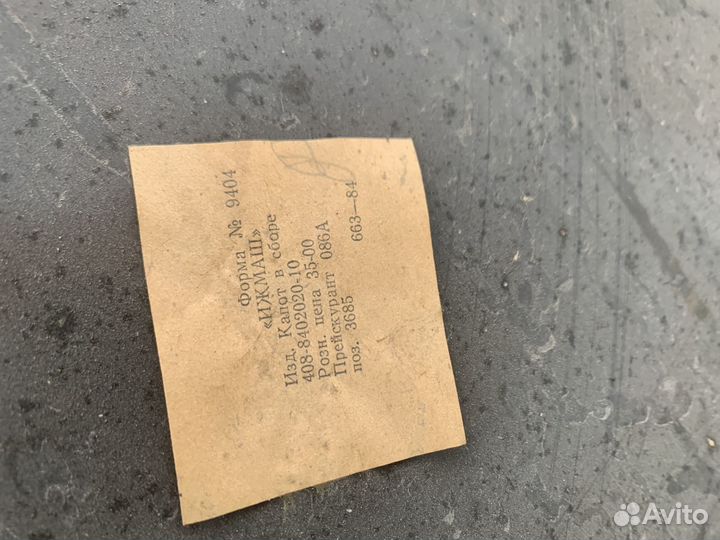 Форма № 9404
«ИЖМАШ»
Изд. Капот в сборе
408-8402020-10
Розн. цена 35-00
Прейскурант 086А
поз. 3685 663—84
Avito